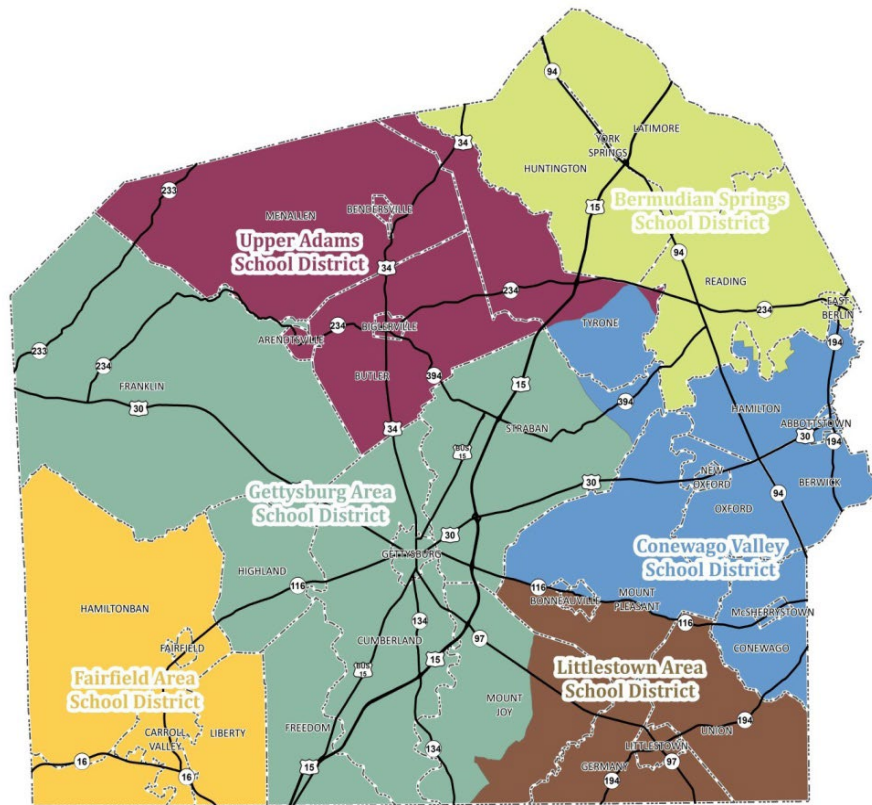 94
LATIMORE
YORK
SPRINGS
34
HUNTINGTON
233
15
Bermudian Springs
School District
MENALLEN
BENDERSVILLE
Upper Adams
School District
94
34
READING
234
234
EAST
BERLIN
234
BIGLERVILLE
TYRONE
194
ARENDTSVILLE
233
234
BUTLER
394
15
FRANKLIN
394
HAMILTON
30
ABBOTTSTOWN
34
STRABAN
30
194
BUS
15
NEW
OXFORD
BERWICK
30
Gettysburg Area
School District
OXFORD
94
30
GETTYSBURG
Conewago Valley
School District
HIGHLAND
116
116
BONNEAUVILLE
MOUNT
PLEASANT
HAMILTONBAN
134
116
McSHERRYSTOWN
CUMBERLAND
97
FAIRFIELD
CONEWAGO
BUS
15
15
Littlestown Area
School District
Fairfield Area
School District
MOUNT
JOY
LIBERTY
FREEDOM
CARROLL
VALLEY
194
UNION
134
LITTLESTOWN
16
15
GERMANY
97
16
194